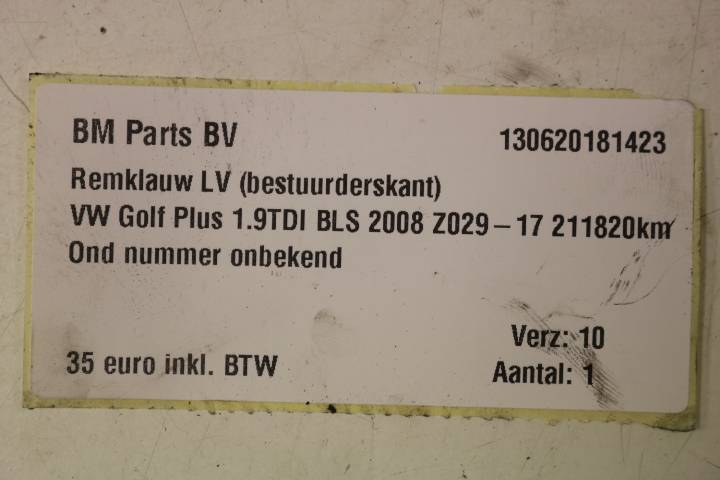 BM Parts BV 130620181423
Remklauw LV (bestuurderskant)
VW Golf Plus 1.9TDI BLS 2008 Z029-17 211820km
Ond nummer onbekend
Verz: 10
35 euro inkl. BTW Aantal: 1